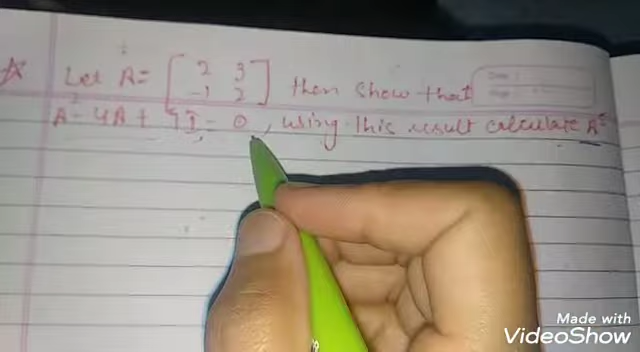 Let A = [ 2 3
-1 2 ] then show that
A² - 4A + 7I = 0, using this result calculate A⁵
Made with
VideoShow